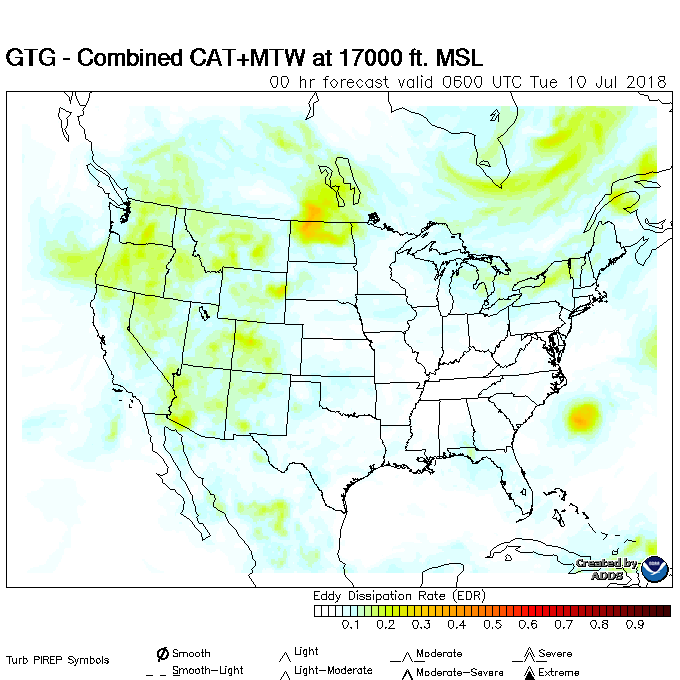 GTG - Combined CAT+MTW at 17000 ft. MSL
00 hr forecast valid 0600 UTC Tue 10 Jul 2018
Created by
ADDS
Eddy Dissipation Rate (EDR)
0.1 0.2 0.3 0.4 0.5 0.6 0.7 0.8 0.9
Turb PIREP Symbols
Smooth Light Moderate Severe
Smooth-Light Light-Moderate Moderate-Severe Extreme